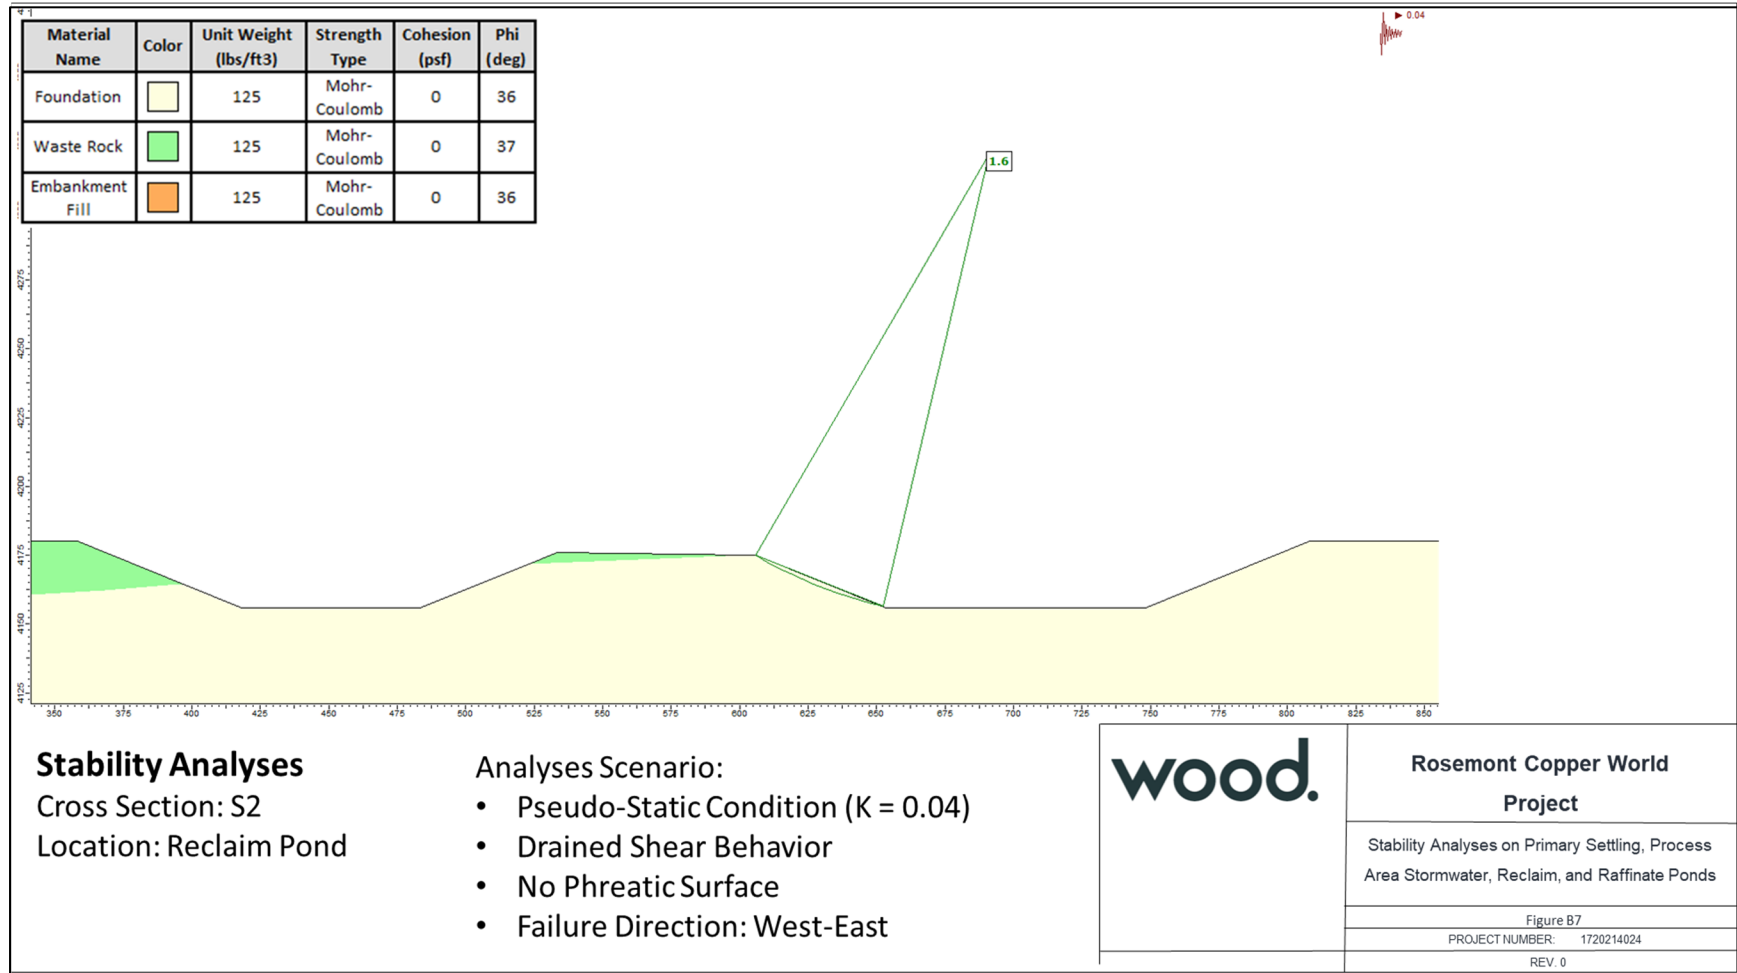 4
0.04
Material Name Color Unit Weight (lbs/ft3) Strength Type Cohesion (psf) Phi (deg)
Foundation 125 Mohr-Coulomb 0 36
Waste Rock 125 Mohr-Coulomb 0 37
Embankment Fill 125 Mohr-Coulomb 0 36
1.6
4275
4250
4225
4200
4175
4150
4125
350 375 400 425 450 475 500 525 550 575 600 625 650 675 700 725 750 775 800 825 850
Stability Analyses
Cross Section: S2
Location: Reclaim Pond
Analyses Scenario:
• Pseudo-Static Condition (K = 0.04)
• Drained Shear Behavior
• No Phreatic Surface
• Failure Direction: West-East
wood.
Rosemont Copper World
Project
Stability Analyses on Primary Settling, Process
Area Stormwater, Reclaim, and Raffinate Ponds
Figure B7
PROJECT NUMBER: 1720214024
REV. 0